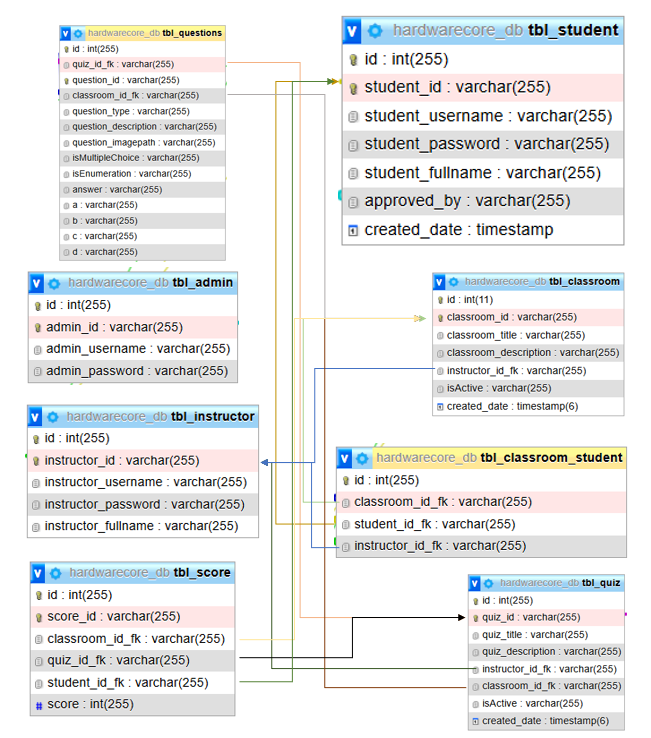 hardwarecore_db tbl_questions
id : int(255)
quiz_id_fk : varchar(255)
question_id : varchar(255)
classroom_id_fk : varchar(255)
question_type : varchar(255)
question_description : varchar(255)
question_imagepath : varchar(255)
isMultipleChoice : varchar(255)
isEnumeration : varchar(255)
answer : varchar(255)
a : varchar(255)
b : varchar(255)
c : varchar(255)
d : varchar(255)
v hardwarecore_db tbl_student
id : int(255)
student_id : varchar(255)
student_username : varchar(255)
student_password : varchar(255)
student_fullname : varchar(255)
approved_by : varchar(255)
created_date : timestamp
v hardwarecore_db tbl_admin
id : int(255)
admin_id : varchar(255)
admin_username : varchar(255)
admin_password : varchar(255)
v hardwarecore_db tbl_classroom
id : int(11)
classroom_id : varchar(255)
classroom_title : varchar(255)
classroom_description : varchar(255)
instructor_id_fk : varchar(255)
isActive : varchar(255)
created_date : timestamp(6)
v hardwarecore_db tbl_instructor
id : int(255)
instructor_id : varchar(255)
instructor_username : varchar(255)
instructor_password : varchar(255)
instructor_fullname : varchar(255)
v hardwarecore_db tbl_classroom_student
id : int(255)
classroom_id_fk : varchar(255)
student_id_fk : varchar(255)
instructor_id_fk : varchar(255)
v hardwarecore_db tbl_score
id : int(255)
score_id : varchar(255)
classroom_id_fk : varchar(255)
quiz_id_fk : varchar(255)
student_id_fk : varchar(255)
# score : int(255)
v hardwarecore_db tbl_quiz
id : int(255)
quiz_id : varchar(255)
quiz_title : varchar(255)
quiz_description : varchar(255)
instructor_id_fk : varchar(255)
classroom_id_fk : varchar(255)
isActive : varchar(255)
created_date : timestamp(6)